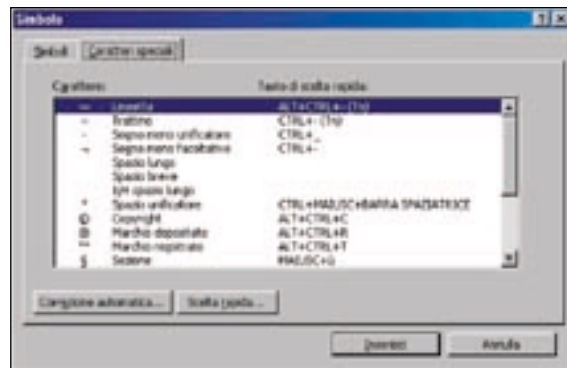 Simbolo
Simboli Caratteri speciali
Carattere: Tasto di scelta rapida:
— Lineetta ALT+CTRL+- (Tn)
– Trattino CTRL+- (Tn)
- Segno meno unificatore CTRL+_
¬ Segno meno facoltativo CTRL+-
Spazio lungo
Spazio breve
1/4 spazio lungo
° Spazio unificatore CTRL+MAIUSC+BARRA SPAZIATRICE
© Copyright ALT+CTRL+C
® Marchio depositato ALT+CTRL+R
™ Marchio registrato ALT+CTRL+T
§ Sezione MAIUSC+ù
Correzione automatica... Scelta rapida...
Inserisci Annulla